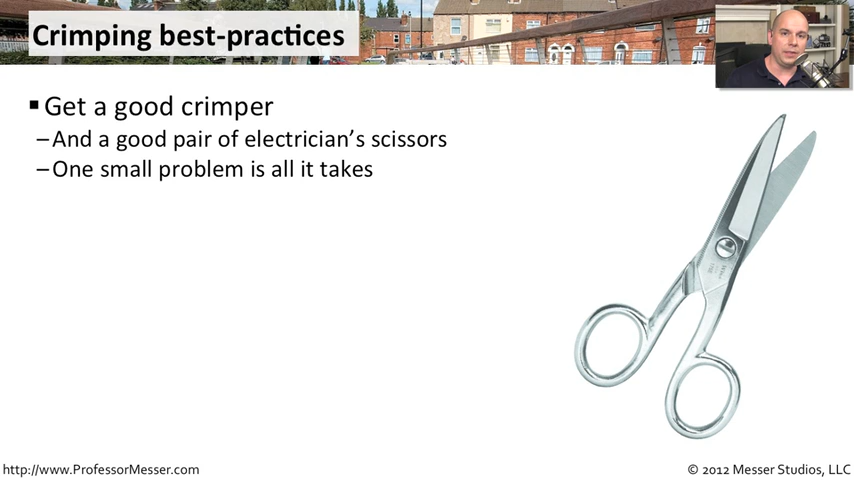 Crimping best-practices
▪ Get a good crimper
–And a good pair of electrician's scissors
–One small problem is all it takes
http://www.ProfessorMesser.com
© 2012 Messer Studios, LLC